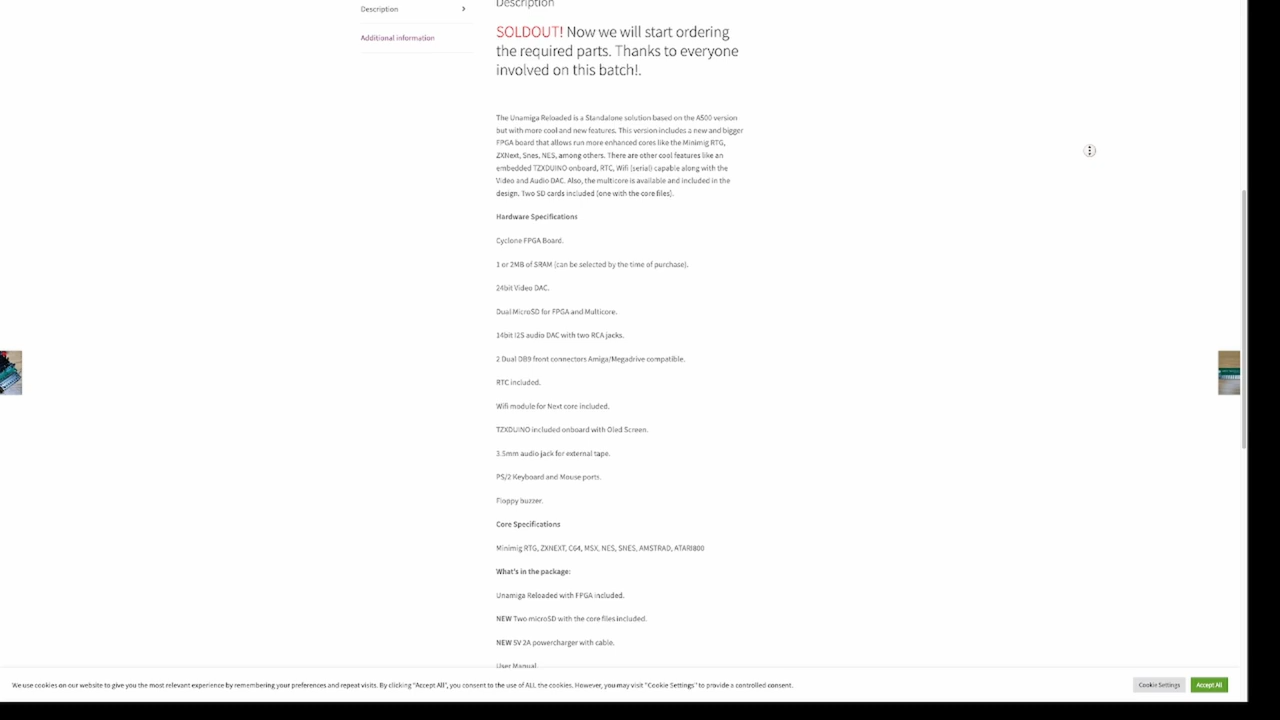 Description
Additional information
Description
SOLDOUT! Now we will start ordering
the required parts. Thanks to everyone
involved on this batch!.
The Unamiga Reloaded is a Standalone solution based on the A500 version
but with more cool and new features. This version includes a new and bigger
FPGA board that allows run more enhanced cores like the Minimig RTG,
ZXNext, Snes, NES, among others. There are other cool features like an
embedded TZXDUINO onboard, RTC, Wifi (serial) capable along with the
Video and Audio DAC. Also, the multicore is available and included in the
design. Two SD cards included (one with the core files).
Hardware Specifications
Cyclone FPGA Board.
1 or 2MB of SRAM (can be selected by the time of purchase).
24bit Video DAC.
Dual MicroSD for FPGA and Multicore.
14bit I2S audio DAC with two RCA jacks.
2 Dual DB9 front connectors Amiga/Megadrive compatible.
RTC included.
Wifi module for Next core included.
TZXDUINO included onboard with Oled Screen.
3.5mm audio jack for external tape.
PS/2 Keyboard and Mouse ports.
Floppy buzzer.
Core Specifications
Minimig RTG, ZXNEXT, C64, MSX, NES, SNES, AMSTRAD, ATARI800
What's in the package:
Unamiga Reloaded with FPGA included.
NEW Two microSD with the core files included.
NEW 5V 2A powercharger with cable.
User Manual
We use cookies on our website to give you the most relevant experience by remembering your preferences and repeat visits. By clicking "Accept All", you consent to the use of ALL the cookies. However, you may visit "Cookie Settings" to provide a controlled consent.
Cookie Settings
Accept All